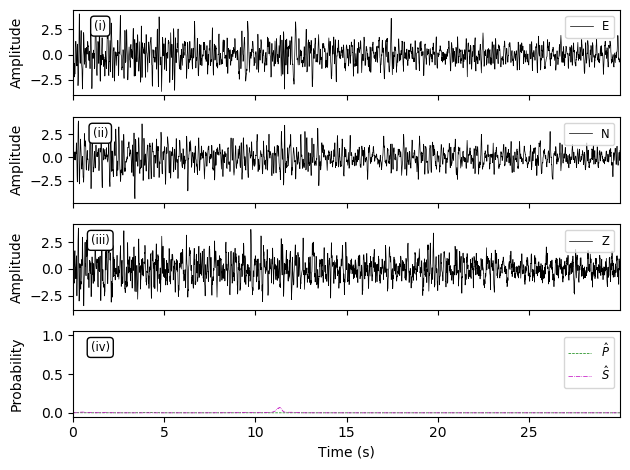 Amplitude
2.5
0.0
−2.5
(i)
E
Amplitude
2.5
0.0
−2.5
(ii)
N
Amplitude
2.5
0.0
−2.5
(iii)
Z
Probability
1.0
0.5
0.0
(iv)
P̂
Ŝ
0 5 10 15 20 25
Time (s)